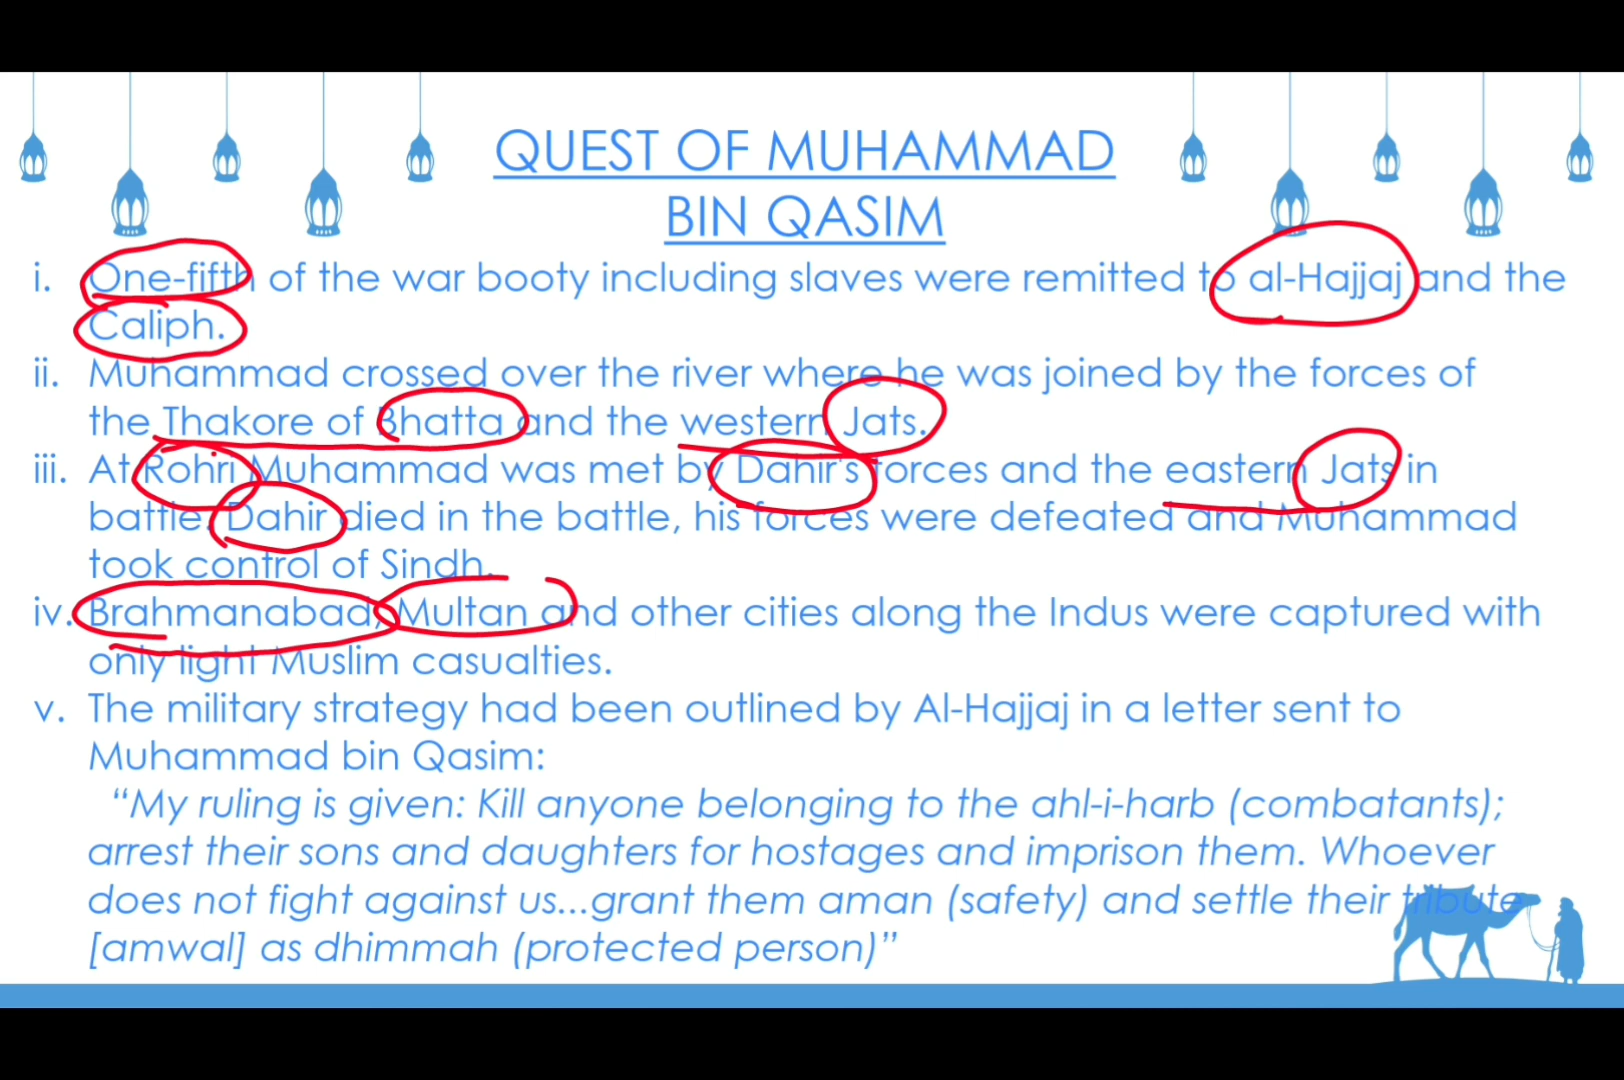 QUEST OF MUHAMMAD
BIN QASIM
i. One-fifth of the war booty including slaves were remitted to al-Hajjaj and the
Caliph.
ii. Muhammad crossed over the river where he was joined by the forces of
the Thakore of Bhatta and the western Jats.
iii. At Rohri Muhammad was met by Dahir's forces and the eastern Jats in
battle. Dahir died in the battle, his forces were defeated and Muhammad
took control of Sindh.
iv. Brahmanabad, Multan and other cities along the Indus were captured with
only light Muslim casualties.
v. The military strategy had been outlined by Al-Hajjaj in a letter sent to
Muhammad bin Qasim:
“My ruling is given: Kill anyone belonging to the ahl-i-harb (combatants);
arrest their sons and daughters for hostages and imprison them. Whoever
does not fight against us...grant them aman (safety) and settle their tribute
[amwal] as dhimmah (protected person)”